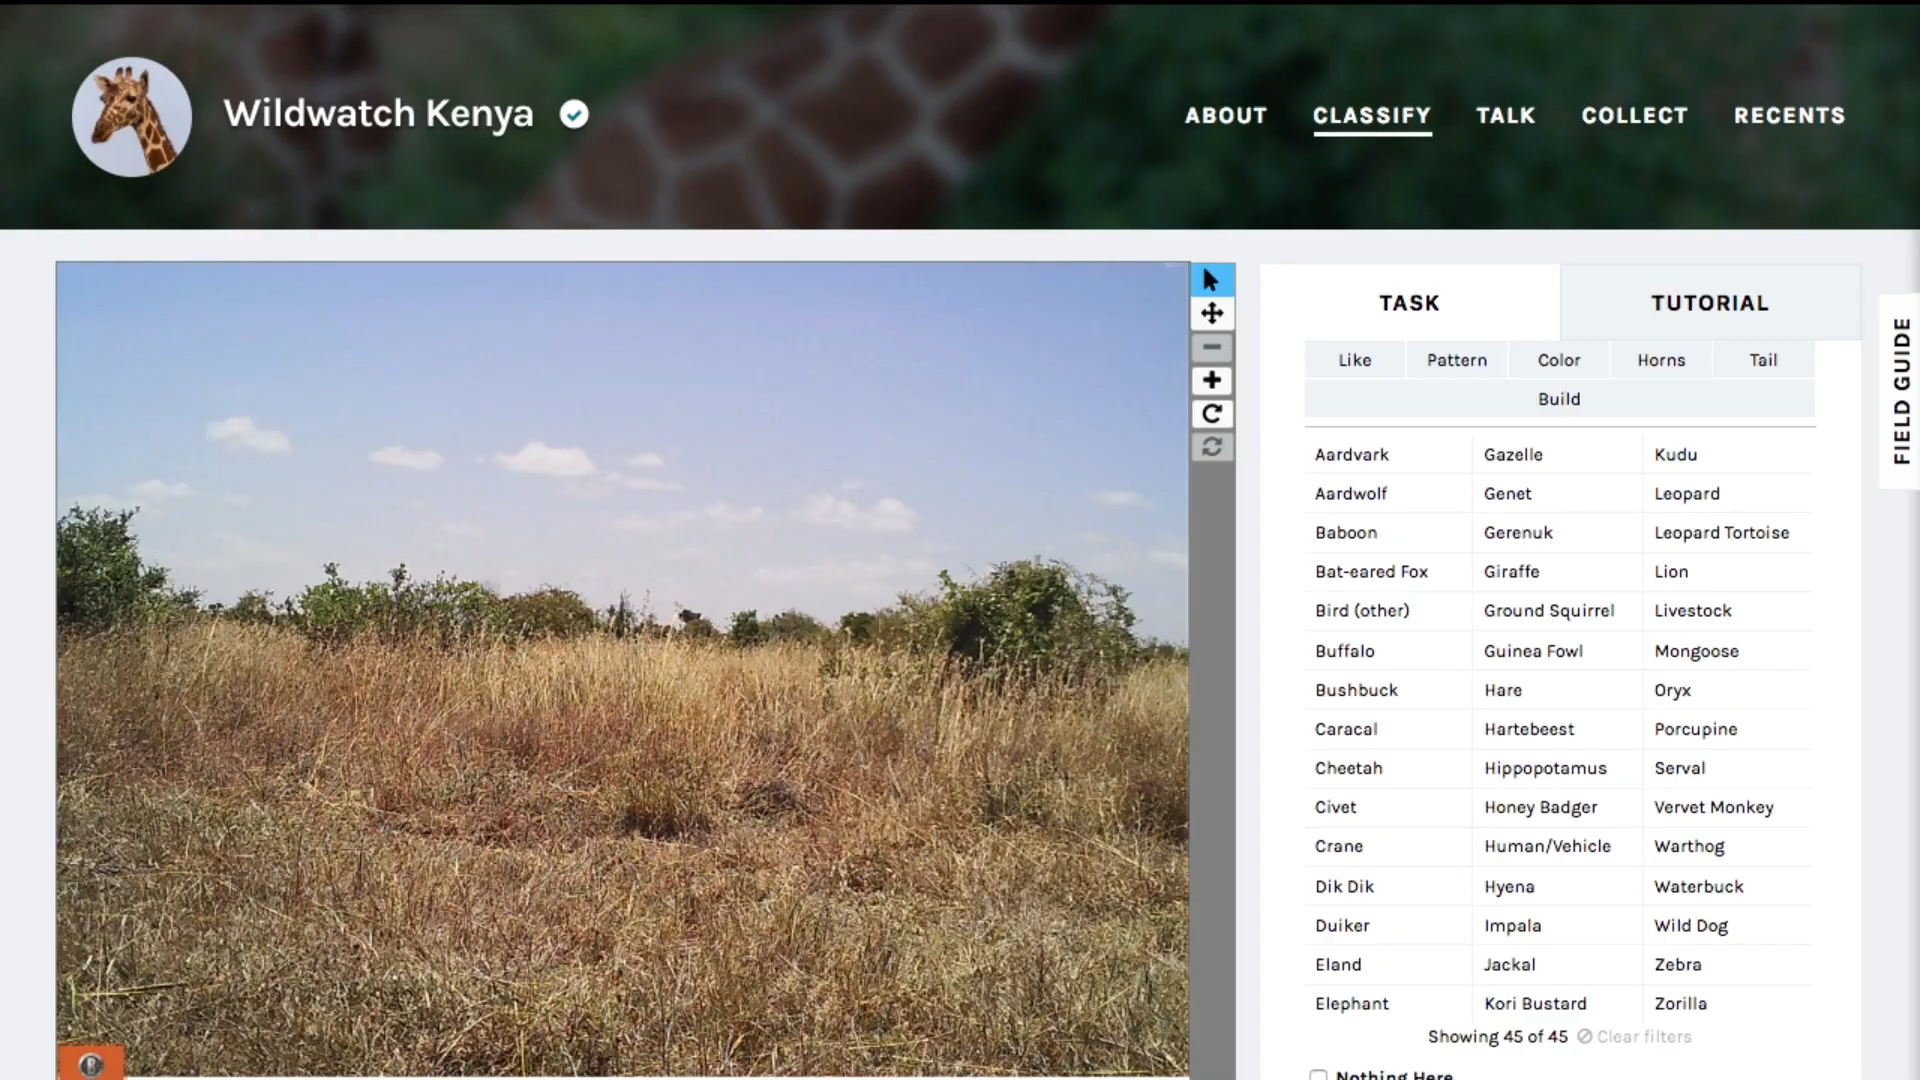 Wildwatch Kenya
ABOUT CLASSIFY TALK COLLECT RECENTS
TASK TUTORIAL
FIELD GUIDE
Like Pattern Color Horns Tail
Build
Aardvark Gazelle Kudu
Aardwolf Genet Leopard
Baboon Gerenuk Leopard Tortoise
Bat-eared Fox Giraffe Lion
Bird (other) Ground Squirrel Livestock
Buffalo Guinea Fowl Mongoose
Bushbuck Hare Oryx
Caracal Hartebeest Porcupine
Cheetah Hippopotamus Serval
Civet Honey Badger Vervet Monkey
Crane Human/Vehicle Warthog
Dik Dik Hyena Waterbuck
Duiker Impala Wild Dog
Eland Jackal Zebra
Elephant Kori Bustard Zorilla
Showing 45 of 45 Clear filters
Nothing Here